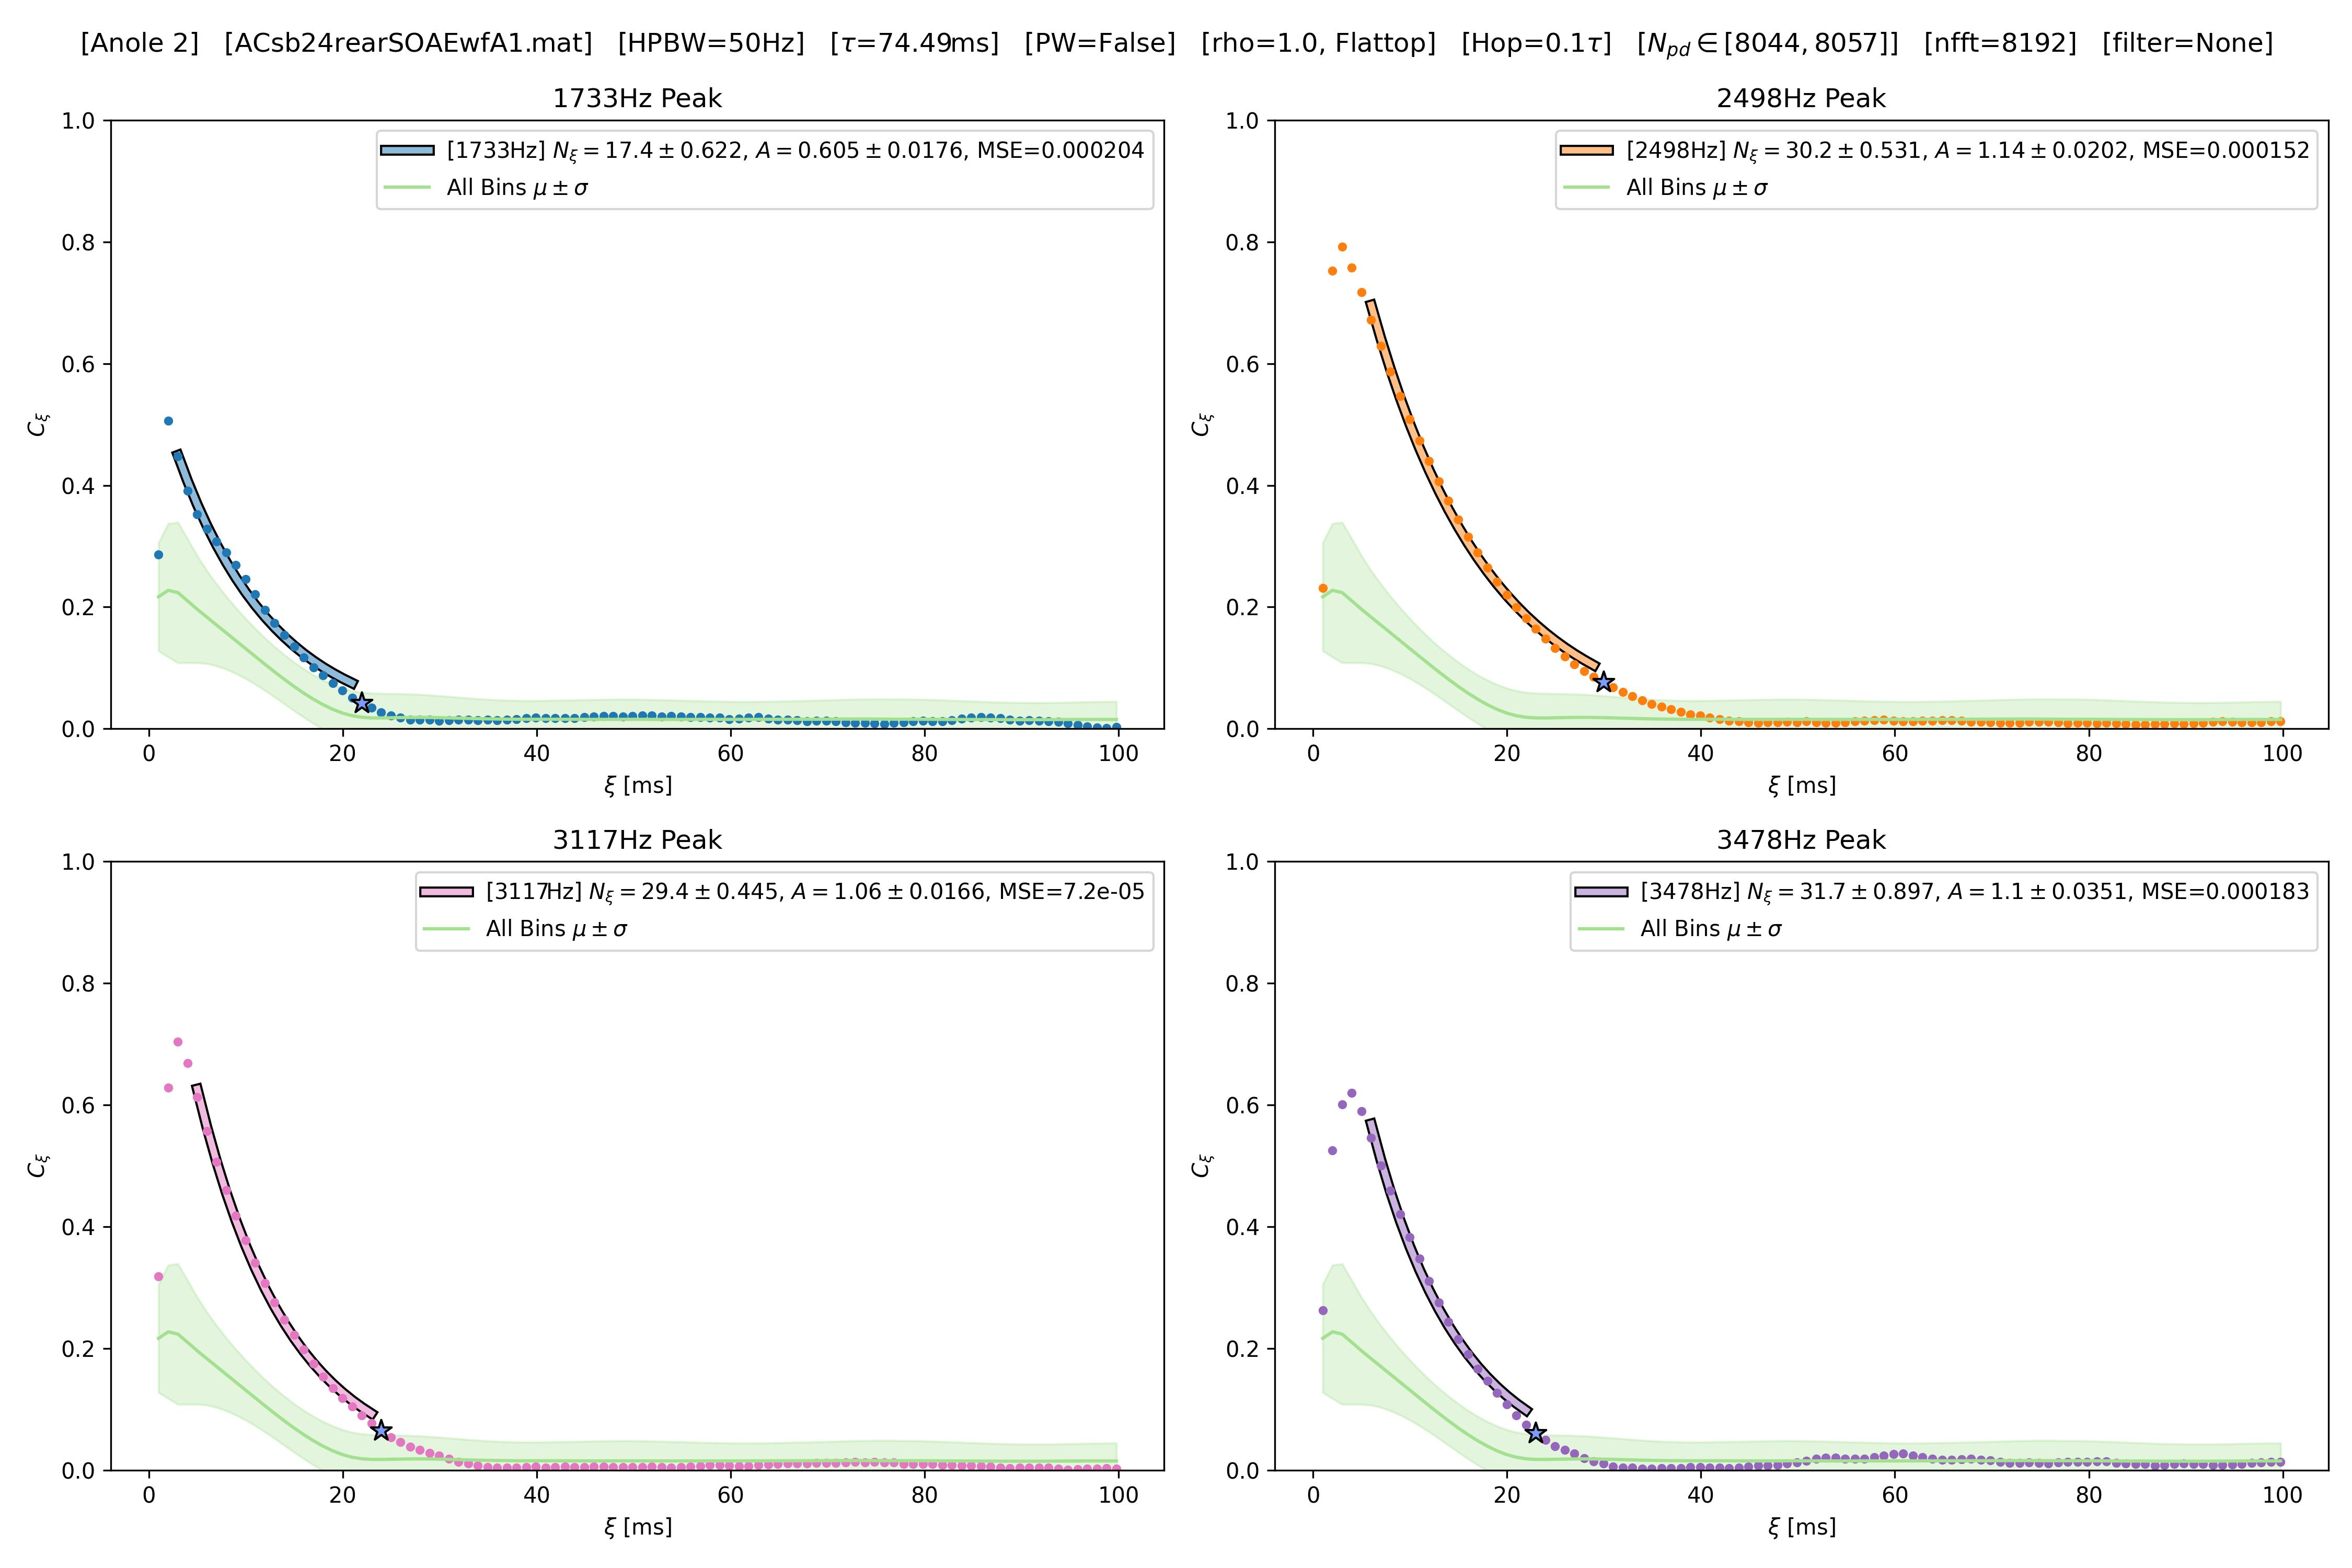 [Anole 2]   [ACsb24rearSOAEwfA1.mat]   [HPBW=50Hz]   [τ=74.49ms]   [PW=False]   [rho=1.0, Flattop]   [Hop=0.1τ]   [N_pd ∈ [8044, 8057]]   [nfft=8192]   [filter=None]
1733Hz Peak
[1733Hz] N_ξ = 17.4 ± 0.622, A = 0.605 ± 0.0176, MSE=0.000204
All Bins μ ± σ
1.0
0.8
0.6
0.4
0.2
0.0
C_ξ
0 20 40 60 80 100
ξ [ms]
2498Hz Peak
[2498Hz] N_ξ = 30.2 ± 0.531, A = 1.14 ± 0.0202, MSE=0.000152
All Bins μ ± σ
1.0
0.8
0.6
0.4
0.2
0.0
C_ξ
0 20 40 60 80 100
ξ [ms]
3117Hz Peak
[3117Hz] N_ξ = 29.4 ± 0.445, A = 1.06 ± 0.0166, MSE=7.2e-05
All Bins μ ± σ
1.0
0.8
0.6
0.4
0.2
0.0
C_ξ
0 20 40 60 80 100
ξ [ms]
3478Hz Peak
[3478Hz] N_ξ = 31.7 ± 0.897, A = 1.1 ± 0.0351, MSE=0.000183
All Bins μ ± σ
1.0
0.8
0.6
0.4
0.2
0.0
C_ξ
0 20 40 60 80 100
ξ [ms]